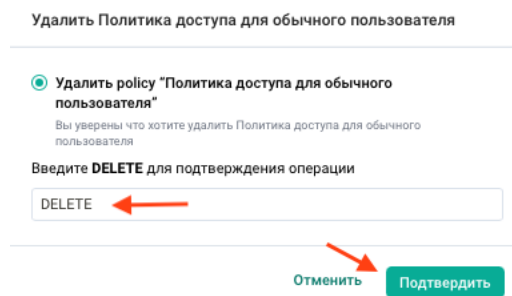 Удалить Политика доступа для обычного пользователя
Удалить policy "Политика доступа для обычного
пользователя"
Вы уверены что хотите удалить Политика доступа для обычного
пользователя
Введите DELETE для подтверждения операции
DELETE
Отменить Подтвердить